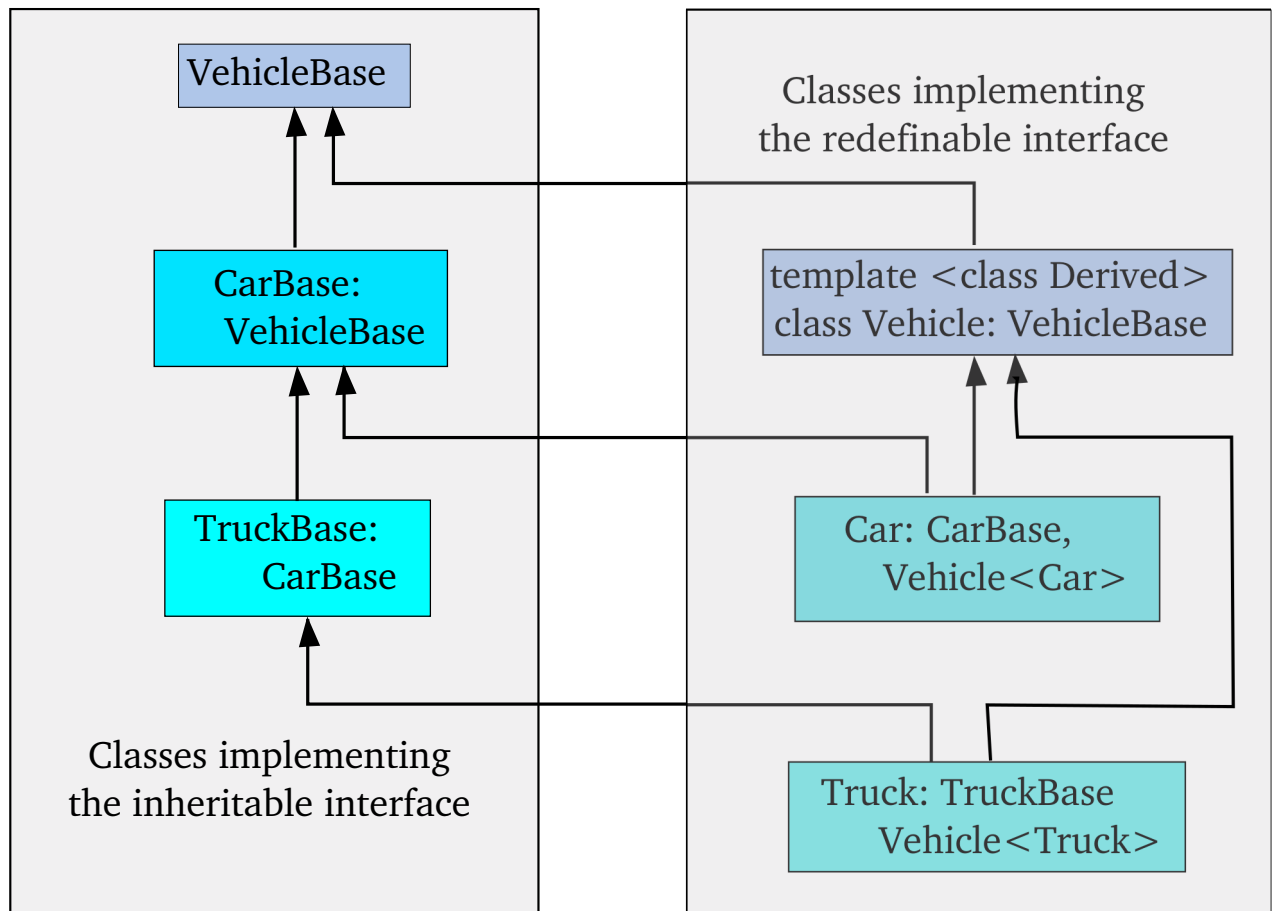 VehicleBase
CarBase:
VehicleBase
TruckBase:
CarBase
Classes implementing
the inheritable interface
Classes implementing
the redefinable interface
template <class Derived>
class Vehicle: VehicleBase
Car: CarBase,
Vehicle<Car>
Truck: TruckBase
Vehicle<Truck>